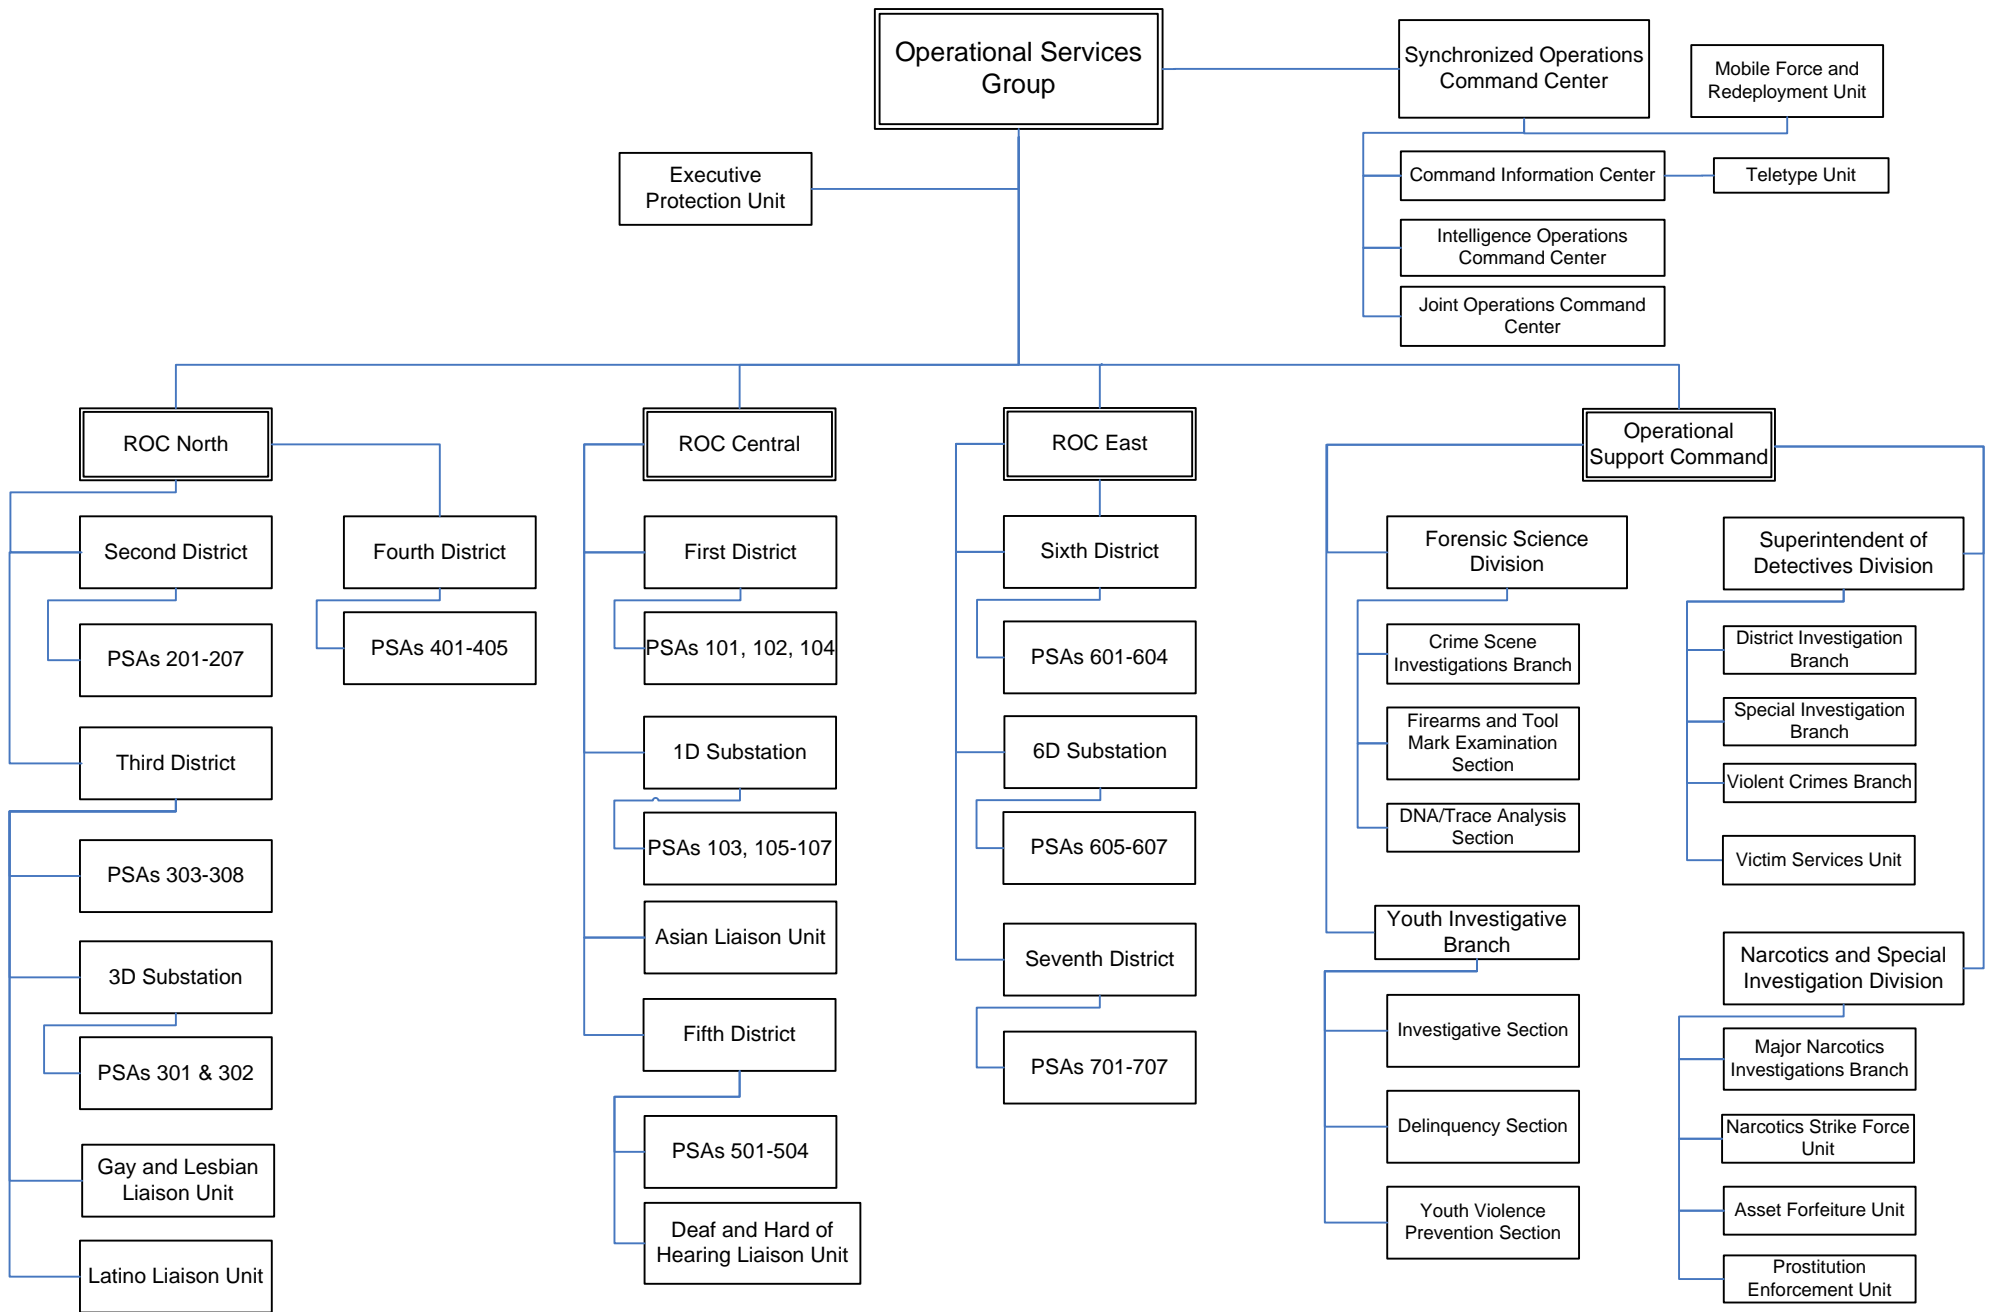 Operational Services
Group
Synchronized Operations
Command Center
Mobile Force and
Redeployment Unit
Executive
Protection Unit
Command Information Center
Teletype Unit
Intelligence Operations
Command Center
Joint Operations Command
Center
ROC North
ROC Central
ROC East
Operational
Support Command
Second District
Fourth District
PSAs 201-207
PSAs 401-405
Third District
PSAs 303-308
3D Substation
PSAs 301 & 302
Gay and Lesbian
Liaison Unit
Latino Liaison Unit
First District
PSAs 101, 102, 104
1D Substation
PSAs 103, 105-107
Asian Liaison Unit
Fifth District
PSAs 501-504
Deaf and Hard of
Hearing Liaison Unit
Sixth District
PSAs 601-604
6D Substation
PSAs 605-607
Seventh District
PSAs 701-707
Forensic Science
Division
Crime Scene
Investigations Branch
Firearms and Tool
Mark Examination
Section
DNA/Trace Analysis
Section
Youth Investigative
Branch
Investigative Section
Delinquency Section
Youth Violence
Prevention Section
Superintendent of
Detectives Division
District Investigation
Branch
Special Investigation
Branch
Violent Crimes Branch
Victim Services Unit
Narcotics and Special
Investigation Division
Major Narcotics
Investigations Branch
Narcotics Strike Force
Unit
Asset Forfeiture Unit
Prostitution
Enforcement Unit